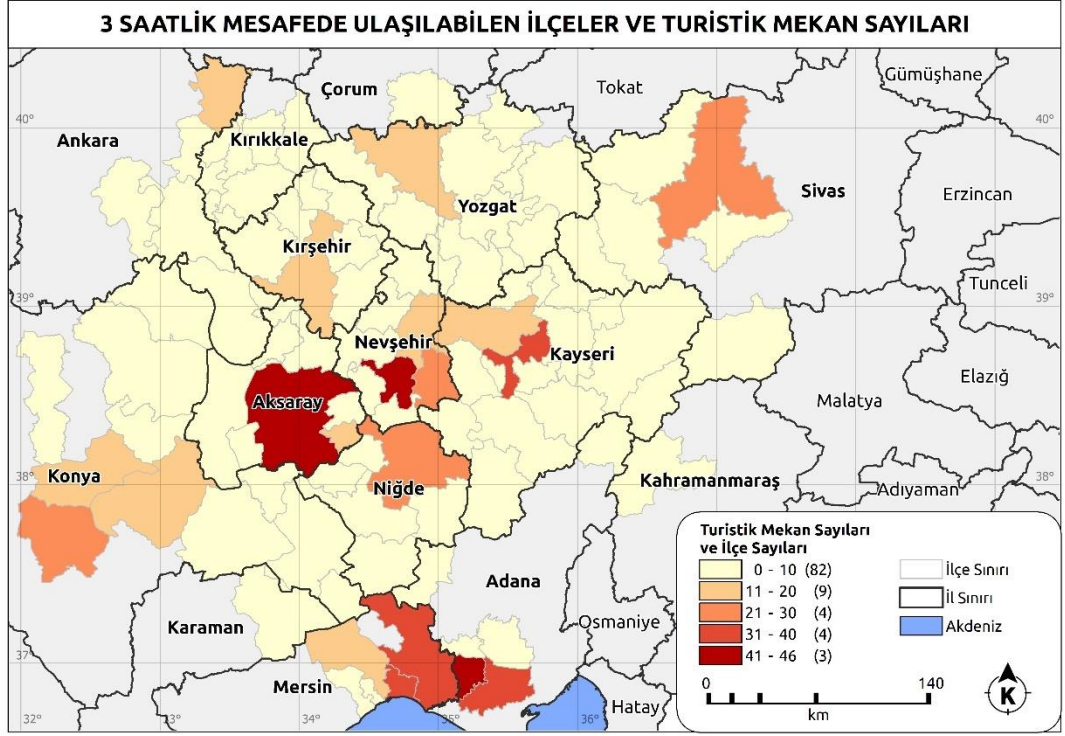 3 SAATLİK MESAFEDE ULAŞILABİLEN İLÇELER VE TURİSTİK MEKAN SAYILARI
Gümüşhane
Çorum
Tokat
40°
40°
Ankara
Kırıkkale
Sivas
Erzincan
Yozgat
Kırşehir
Tunceli
39°
39°
Nevşehir
Kayseri
Elazığ
Aksaray
Malatya
Konya
38°
Niğde
Kahramanmaraş
Adıyaman
38°
Adana
Karaman
Osmaniye
37°
Mersin
Hatay
32°
33°
34°
35°
36°
Turistik Mekan Sayıları
ve İlçe Sayıları
0 - 10 (82)
11 - 20 (9)
21 - 30 (4)
31 - 40 (4)
41 - 46 (3)
İlçe Sınırı
İl Sınırı
Akdeniz
0 140
km
K